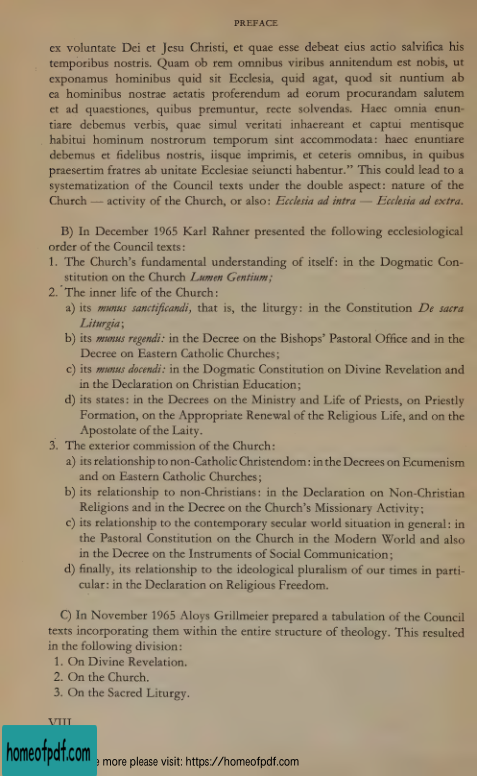 PREFACE
ex voluntate Dei et Jesu Christi, et quae esse debeat eius actio salvifica his
temporibus nostris. Quam ob rem omnibus viribus annitendum est nobis, ut
exponamus hominibus quid sit Ecclesia, quid agat, quod sit nuntium ab
ea hominibus nostrae aetatis proferendum ad eorum procurandam salutem
et ad quaestiones, quibus premuntur, recte solvendas. Haec omnia enun-
tiare debemus verbis, quae simul veritati inhaereant et captui mentisque
habitui hominum nostrorum temporum sint accommodata: haec enuntiare
debemus et fidelibus nostris, iisque imprimis, et ceteris omnibus, in quibus
praesertim fratres ab unitate Ecclesiae seiuncti habentur.” This could lead to a
systematization of the Council texts under the double aspect: nature of the
Church — activity of the Church, or also: Ecclesia ad intra — Ecclesia ad extra.
B) In December 1965 Karl Rahner presented the following ecclesiological
order of the Council texts:
1. The Church’s fundamental understanding of itself: in the Dogmatic Con-
stitution on the Church Lumen Gentium;
2. The inner life of the Church:
a) its munus sanctificandi, that is, the liturgy: in the Constitution De sacra
Liturgia;
b) its munus regendi: in the Decree on the Bishops’ Pastoral Office and in the
Decree on Eastern Catholic Churches;
c) its munus docendi: in the Dogmatic Constitution on Divine Revelation and
in the Declaration on Christian Education;
d) its states: in the Decrees on the Ministry and Life of Priests, on Priestly
Formation, on the Appropriate Renewal of the Religious Life, and on the
Apostolate of the Laity.
3. The exterior commission of the Church:
a) its relationship to non-Catholic Christendom: in the Decrees on Ecumenism
and on Eastern Catholic Churches;
b) its relationship to non-Christians: in the Declaration on Non-Christian
Religions and in the Decree on the Church’s Missionary Activity;
c) its relationship to the contemporary secular world situation in general: in
the Pastoral Constitution on the Church in the Modern World and also
in the Decree on the Instruments of Social Communication;
d) finally, its relationship to the ideological pluralism of our times in parti-
cular: in the Declaration on Religious Freedom.
C) In November 1965 Aloys Grillmeier prepared a tabulation of the Council
texts incorporating them within the entire structure of theology. This resulted
in the following division:
1. On Divine Revelation.
2. On the Church.
3. On the Sacred Liturgy.
VIII
homeofpdf.com
e more please visit: https://homeofpdf.com